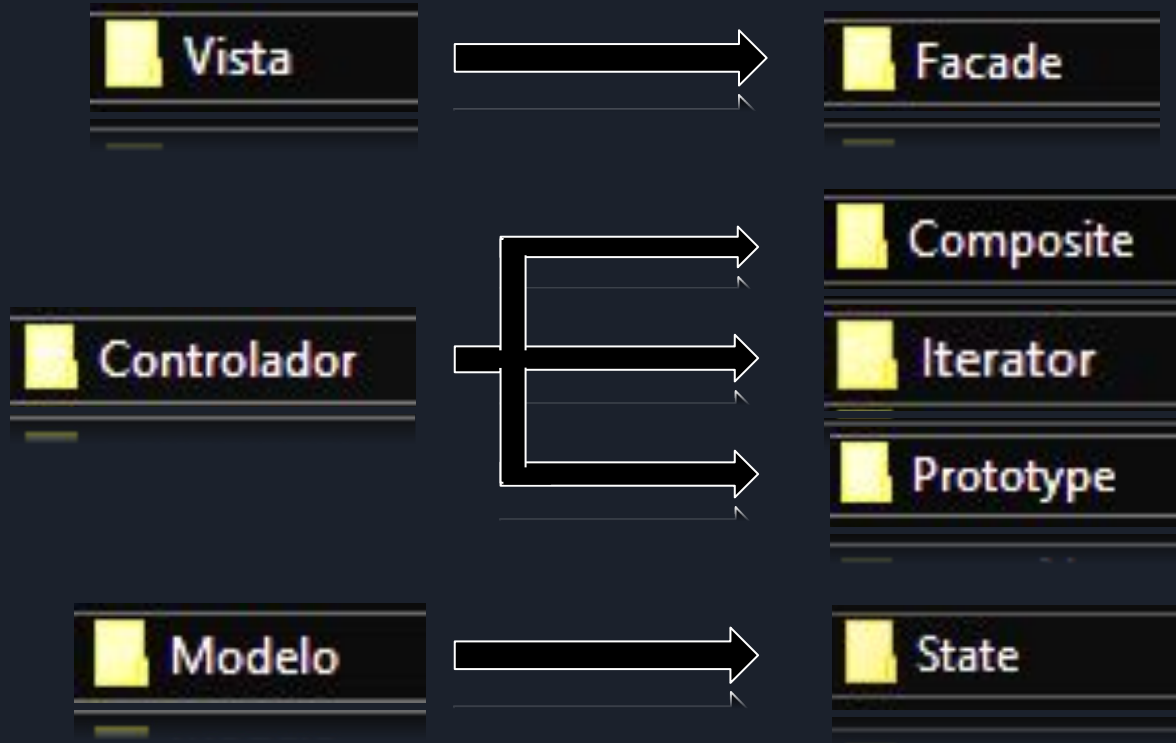 Vista
Facade
Composite
Controlador
Iterator
Prototype
Modelo
State